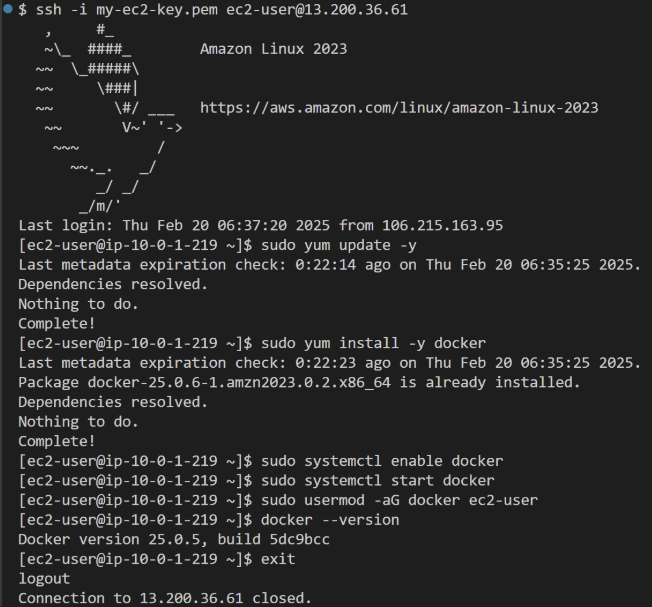 $ ssh -i my-ec2-key.pem ec2-user@13.200.36.61
   ,     #_
   ~\_  ####_        Amazon Linux 2023
  ~~  \_#####\
  ~~     \###|
  ~~       \#/ ___   https://aws.amazon.com/linux/amazon-linux-2023
   ~~       V~' '->
    ~~~         /
      ~~._.   _/
         _/ _/
       _/m/'
Last login: Thu Feb 20 06:37:20 2025 from 106.215.163.95
[ec2-user@ip-10-0-1-219 ~]$ sudo yum update -y
Last metadata expiration check: 0:22:14 ago on Thu Feb 20 06:35:25 2025.
Dependencies resolved.
Nothing to do.
Complete!
[ec2-user@ip-10-0-1-219 ~]$ sudo yum install -y docker
Last metadata expiration check: 0:22:23 ago on Thu Feb 20 06:35:25 2025.
Package docker-25.0.6-1.amzn2023.0.2.x86_64 is already installed.
Dependencies resolved.
Nothing to do.
Complete!
[ec2-user@ip-10-0-1-219 ~]$ sudo systemctl enable docker
[ec2-user@ip-10-0-1-219 ~]$ sudo systemctl start docker
[ec2-user@ip-10-0-1-219 ~]$ sudo usermod -aG docker ec2-user
[ec2-user@ip-10-0-1-219 ~]$ docker --version
Docker version 25.0.5, build 5dc9bcc
[ec2-user@ip-10-0-1-219 ~]$ exit
logout
Connection to 13.200.36.61 closed.